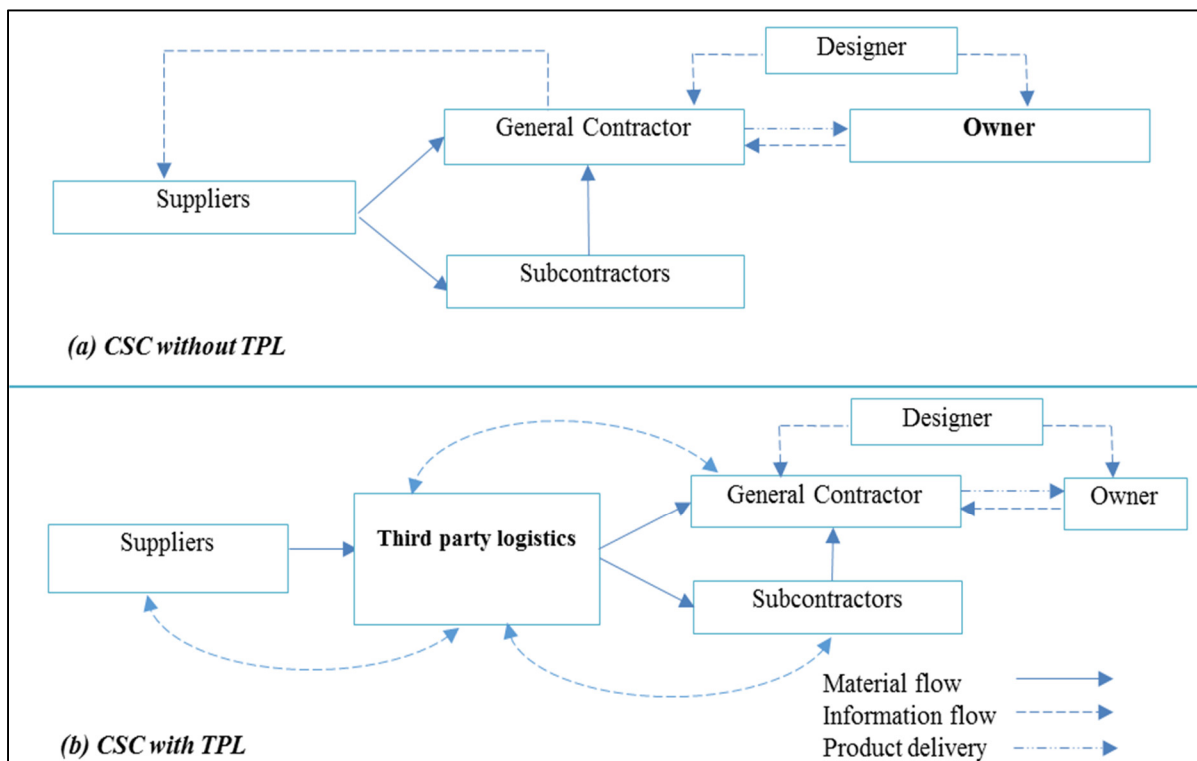 Designer
General Contractor
Owner
Suppliers
Subcontractors
(a) CSC without TPL
Designer
General Contractor
Owner
Third party logistics
Suppliers
Subcontractors
Material flow
Information flow
Product delivery
(b) CSC with TPL